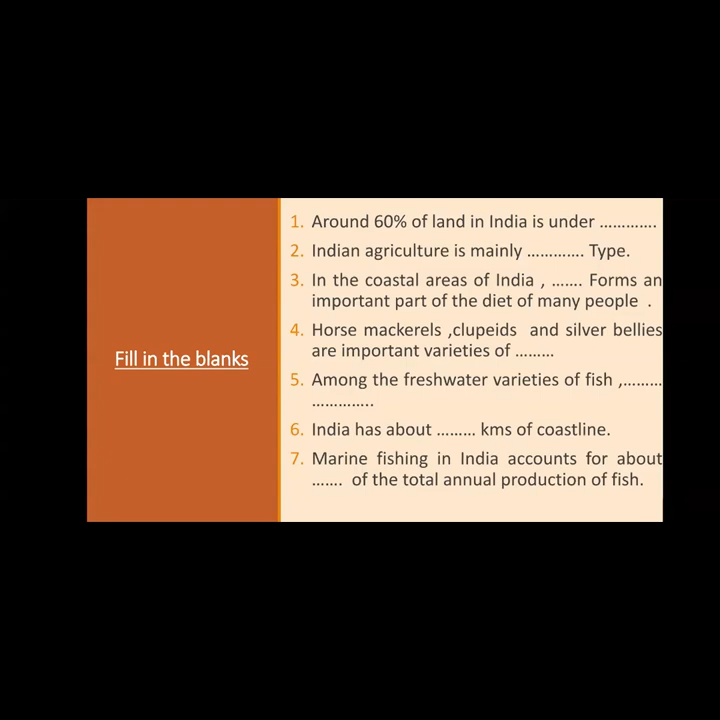 Fill in the blanks
1. Around 60% of land in India is under ………….
2. Indian agriculture is mainly …………. Type.
3. In the coastal areas of India , ……. Forms an
important part of the diet of many people  .
4. Horse mackerels ,clupeids  and silver bellies
are important varieties of ………
5. Among the freshwater varieties of fish ,………
…………..
6. India has about ……… kms of coastline.
7. Marine fishing in India accounts for about
…….  of the total annual production of fish.